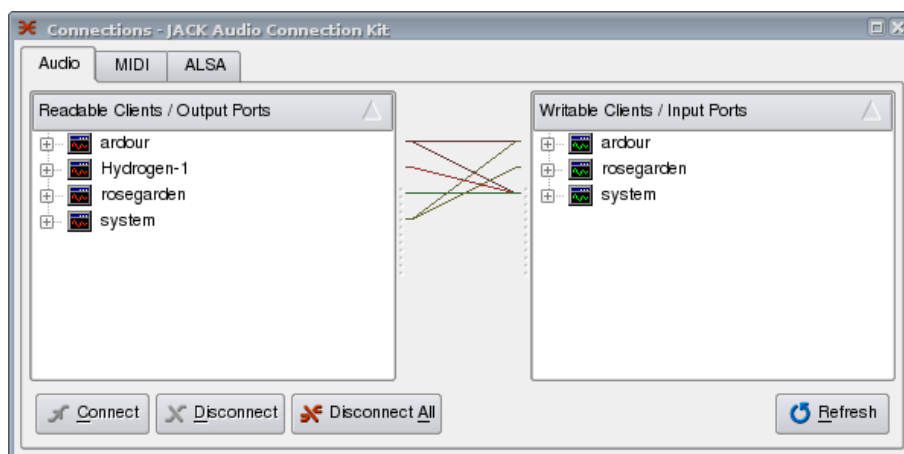 Connections - JACK Audio Connection Kit
Audio MIDI ALSA
Readable Clients / Output Ports
ardour
Hydrogen-1
rosegarden
system
Writable Clients / Input Ports
ardour
rosegarden
system
Connect Disconnect Disconnect All Refresh